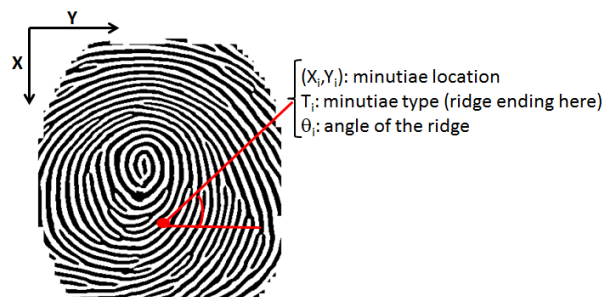 Y
X
(Xi,Yi): minutiae location
Ti: minutiae type (ridge ending here)
θi: angle of the ridge